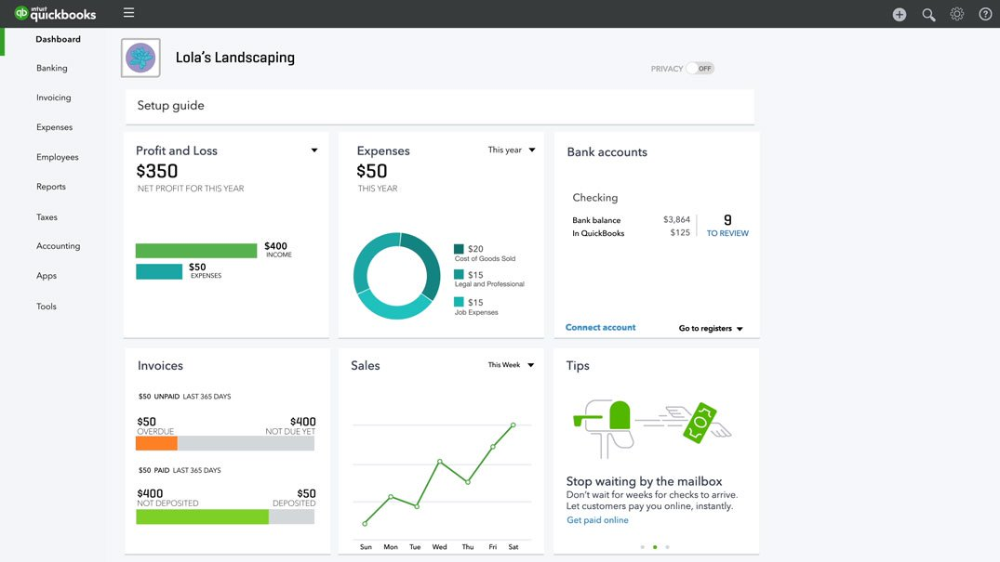 qb intuit quickbooks
Dashboard
Banking
Invoicing
Expenses
Employees
Reports
Taxes
Accounting
Apps
Tools
Lola's Landscaping
PRIVACY OFF
Setup guide
Profit and Loss
$350
NET PROFIT FOR THIS YEAR
$400
INCOME
$50
EXPENSES
Expenses
This year
$50
THIS YEAR
$20
Cost of Goods Sold
$15
Legal and Professional
$15
Job Expenses
Bank accounts
Checking
Bank balance $3,864
In QuickBooks $125
9
TO REVIEW
Connect account
Go to registers
Invoices
$50 UNPAID LAST 365 DAYS
$50 $400
OVERDUE NOT DUE YET
$50 PAID LAST 365 DAYS
$400 $50
NOT DEPOSITED DEPOSITED
Sales
This Week
Sun Mon Tue Wed Thu Fri Sat
Tips
Stop waiting by the mailbox
Don't wait for weeks for checks to arrive.
Let customers pay you online, instantly.
Get paid online